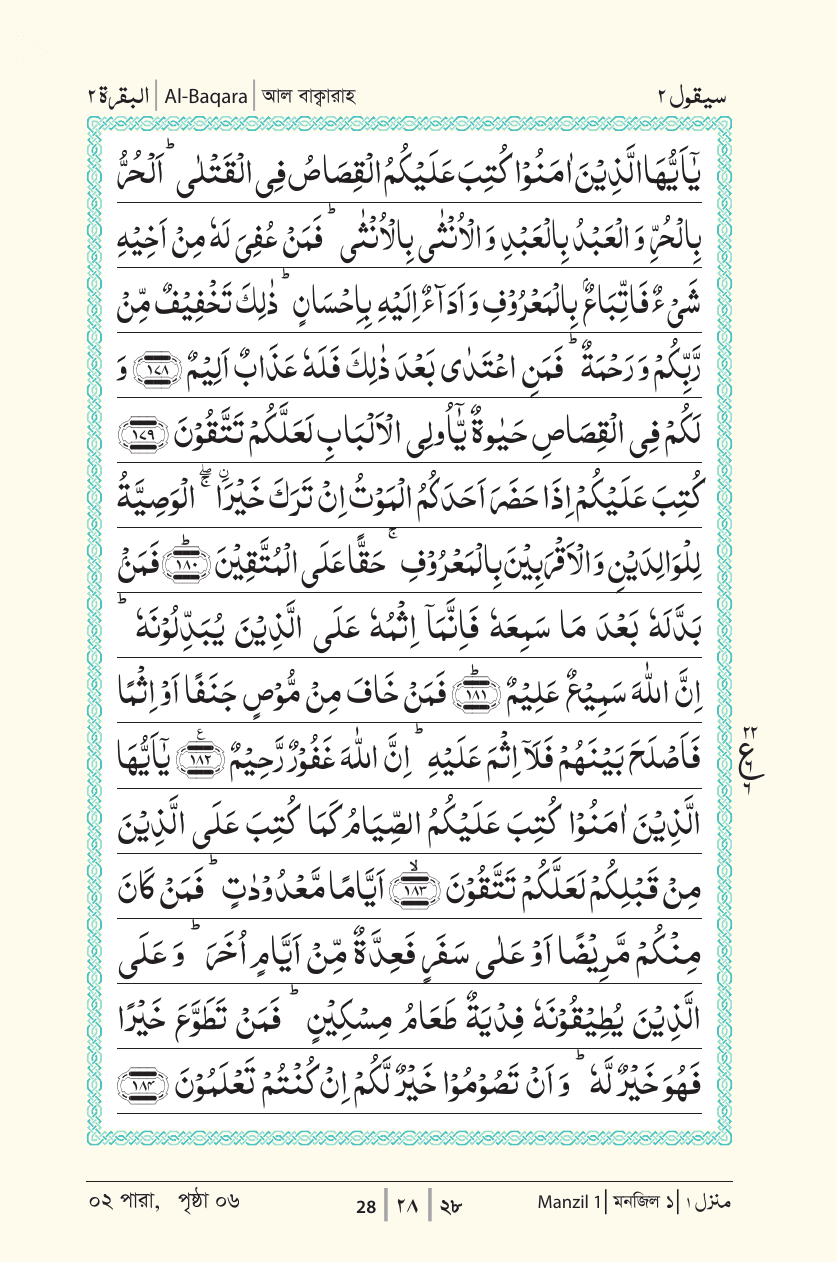 البقرة ٢ | Al-Baqara | আল বাক্বারাহ سيقول ٢
يٰۤاَيُّهَا الَّذِيْنَ اٰمَنُوْا كُتِبَ عَلَيْكُمُ الْقِصَاصُ فِى الْقَتْلٰى ؕ اَلْحُرُّ
بِالْحُرِّ وَ الْعَبْدُ بِالْعَبْدِ وَ الْاُنْثٰى بِالْاُنْثٰى ؕ فَمَنْ عُفِىَ لَهٗ مِنْ اَخِيْهِ
شَىْءٌ فَاتِّبَاعٌۢ بِالْمَعْرُوْفِ وَ اَدَآءٌ اِلَيْهِ بِاِحْسَانٍ ؕ ذٰلِكَ تَخْفِيْفٌ مِّنْ
رَّبِّكُمْ وَ رَحْمَةٌ ؕ فَمَنِ اعْتَدٰى بَعْدَ ذٰلِكَ فَلَهٗ عَذَابٌ اَلِيْمٌ ١٧٨ وَ
لَكُمْ فِى الْقِصَاصِ حَيٰوةٌ يّٰۤاُولِى الْاَلْبَابِ لَعَلَّكُمْ تَتَّقُوْنَ ١٧٩
كُتِبَ عَلَيْكُمْ اِذَا حَضَرَ اَحَدَكُمُ الْمَوْتُ اِنْ تَرَكَ خَيْرَا ۖۚ ۨالْوَصِيَّةُ
لِلْوَالِدَيْنِ وَ الْاَقْرَبِيْنَ بِالْمَعْرُوْفِ ۚ حَقًّا عَلَى الْمُتَّقِيْنَ ؕ ١٨٠ فَمَنْۢ
بَدَّلَهٗ بَعْدَ مَا سَمِعَهٗ فَاِنَّمَاۤ اِثْمُهٗ عَلَى الَّذِيْنَ يُبَدِّلُوْنَهٗ ؕ
اِنَّ اللّٰهَ سَمِيْعٌ عَلِيْمٌ ؕ ١٨١ فَمَنْ خَافَ مِنْ مُّوْصٍ جَنَفًا اَوْ اِثْمًا
فَاَصْلَحَ بَيْنَهُمْ فَلَاۤ اِثْمَ عَلَيْهِ ؕ اِنَّ اللّٰهَ غَفُوْرٌ رَّحِيْمٌ ١٨٢ ع يٰۤاَيُّهَا
٢٢ ع ٦ ٦
الَّذِيْنَ اٰمَنُوْا كُتِبَ عَلَيْكُمُ الصِّيَامُ كَمَا كُتِبَ عَلَى الَّذِيْنَ
مِنْ قَبْلِكُمْ لَعَلَّكُمْ تَتَّقُوْنَ ۙ ١٨٣ اَيَّامًا مَّعْدُوْدٰتٍ ؕ فَمَنْ كَانَ
مِنْكُمْ مَّرِيْضًا اَوْ عَلٰى سَفَرٍ فَعِدَّةٌ مِّنْ اَيَّامٍ اُخَرَ ؕ وَ عَلَى
الَّذِيْنَ يُطِيْقُوْنَهٗ فِدْيَةٌ طَعَامُ مِسْكِيْنٍ ؕ فَمَنْ تَطَوَّعَ خَيْرًا
فَهُوَ خَيْرٌ لَّهٗ ؕ وَ اَنْ تَصُوْمُوْا خَيْرٌ لَّكُمْ اِنْ كُنْتُمْ تَعْلَمُوْنَ ١٨٤
০২ পারা, পৃষ্ঠা ০৬ 28 | ٢٨ | ২৮ Manzil 1 | মনজিল ১ | منزل ١